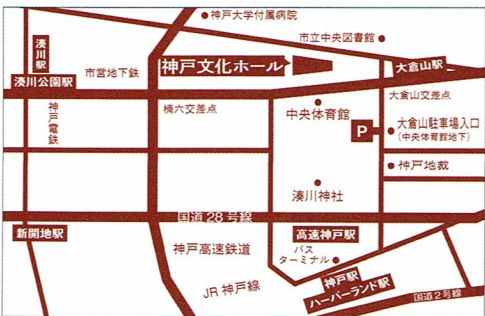 神戸大学付属病院
市立中央図書館
湊川駅
市営地下鉄
神戸文化ホール
大倉山駅
湊川公園駅
楠六交差点
大倉山交差点
神戸電鉄
中央体育館
P
大倉山駐車場入口
(中央体育館地下)
神戸地裁
湊川神社
国道28号線
新開地駅
高速神戸駅
神戸高速鉄道
バス
ターミナル
神戸駅
ハーバーランド駅
JR神戸線
国道2号線